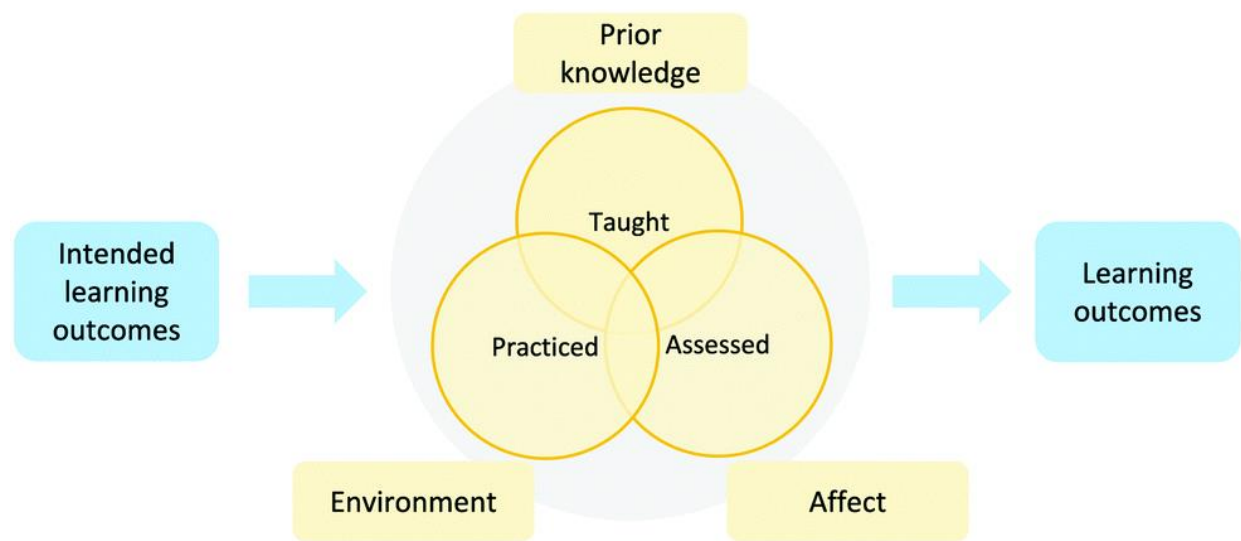 Prior
knowledge
Intended
learning
outcomes
Taught
Practiced
Assessed
Learning
outcomes
Environment
Affect